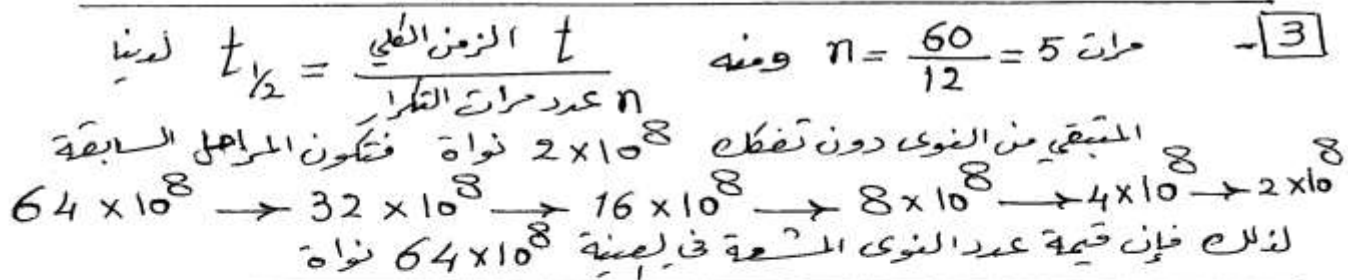 3 - لدينا t½ = t الزمن الكلي / n عدد مرات التكرار ومنه n = 60/12 = 5 مرات
المتبقي من النوى دون تفكك 2×10⁸ نواة فتكون المراحل السابقة
64×10⁸ → 32×10⁸ → 16×10⁸ → 8×10⁸ → 4×10⁸ → 2×10⁸
لذلك فإن قيمة عدد النوى المشعة في لعينة 64×10⁸ نواة